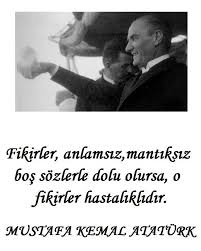 Fikirler, anlamsız,mantıksız
boş sözlerle dolu olursa, o
fikirler hastalıklıdır.
MUSTAFA KEMAL ATATÜRK